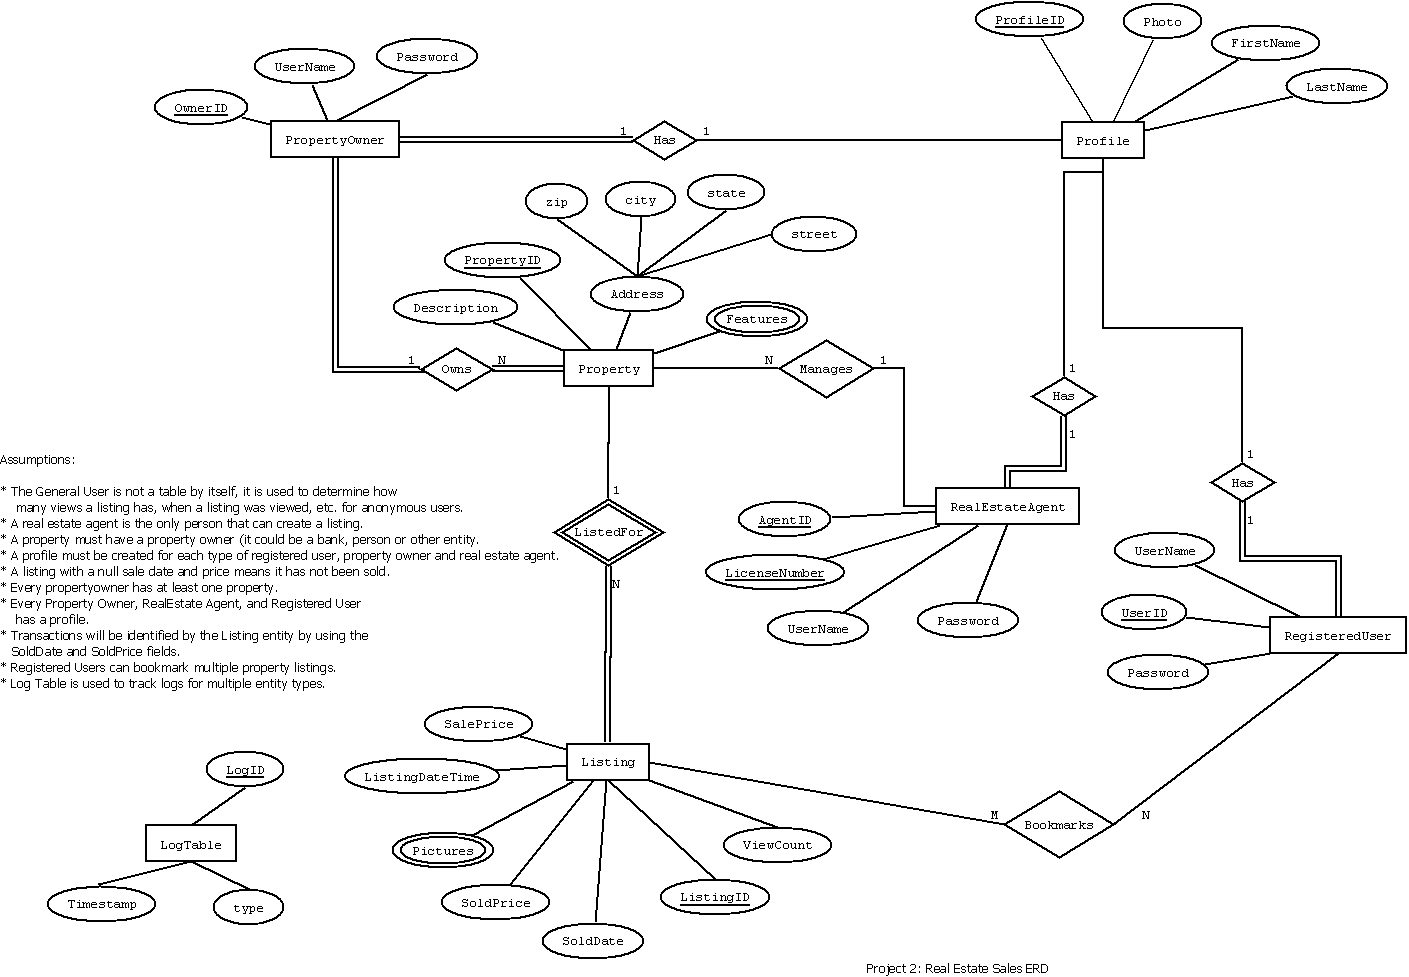 ProfileID
Photo
FirstName
LastName
UserName
Password
OwnerID
PropertyOwner
1
Has
1
Profile
zip
city
state
street
PropertyID
Address
Description
Features
1
Owns
N
Property
N
Manages
1
1
Has
1
1
Has
1
Assumptions:
* The General User is not a table by itself, it is used to determine how
many views a listing has, when a listing was viewed, etc. for anonymous users.
* A real estate agent is the only person that can create a listing.
* A property must have a property owner (it could be a bank, person or other entity.
* A profile must be created for each type of registered user, property owner and real estate agent.
* A listing with a null sale date and price means it has not been sold.
* Every propertyowner has at least one property.
* Every Property Owner, RealEstate Agent, and Registered User
has a profile.
* Transactions will be identified by the Listing entity by using the
SoldDate and SoldPrice fields.
* Registered Users can bookmark multiple property listings.
* Log Table is used to track logs for multiple entity types.
1
ListedFor
N
RealEstateAgent
AgentID
LicenseNumber
UserName
Password
UserName
UserID
Password
RegisteredUser
SalePrice
ListingDateTime
Listing
Pictures
SoldPrice
SoldDate
ListingID
ViewCount
M
Bookmarks
N
LogID
LogTable
Timestamp
type
Project 2: Real Estate Sales ERD